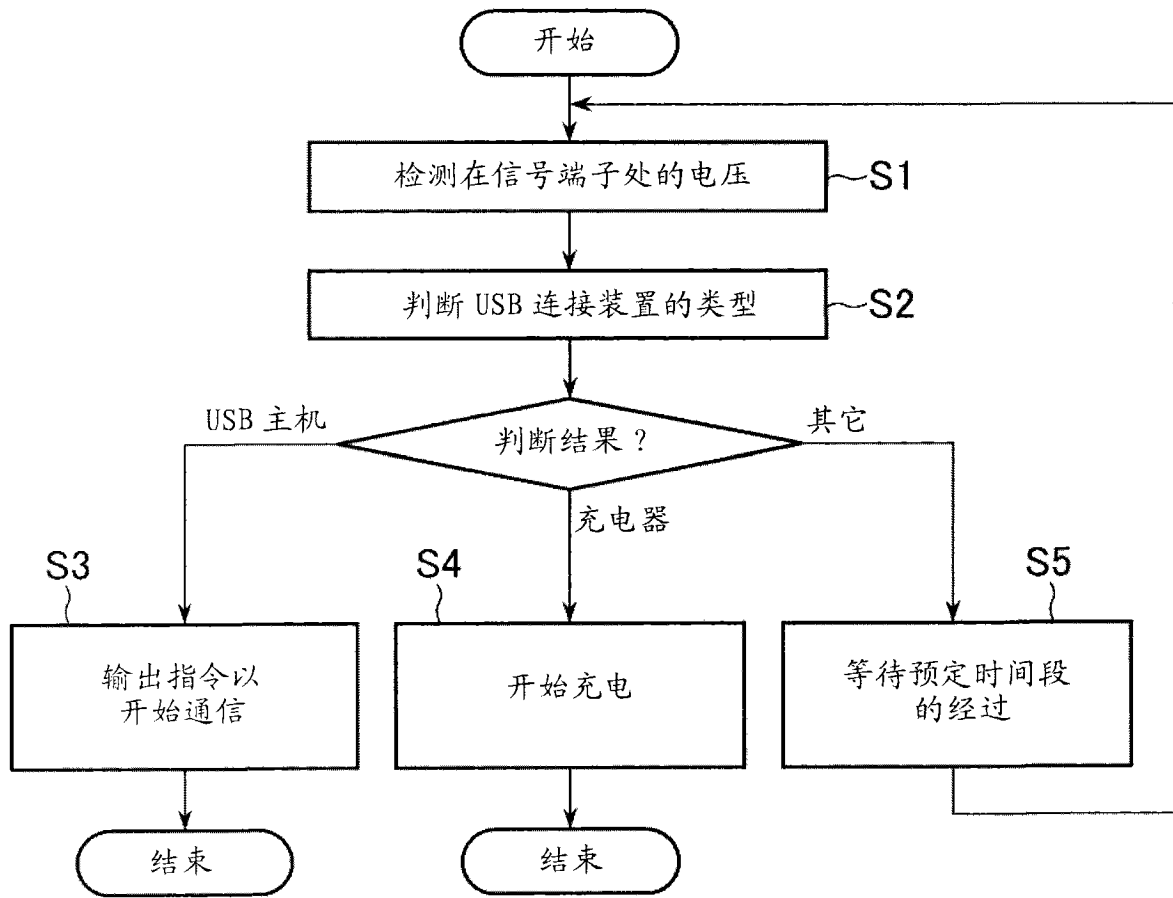 开始
检测在信号端子处的电压
S1
判断 USB 连接装置的类型
S2
USB 主机
判断结果？
其它
充电器
S3
S4
S5
输出指令以
开始通信
开始充电
等待预定时间段
的经过
结束
结束